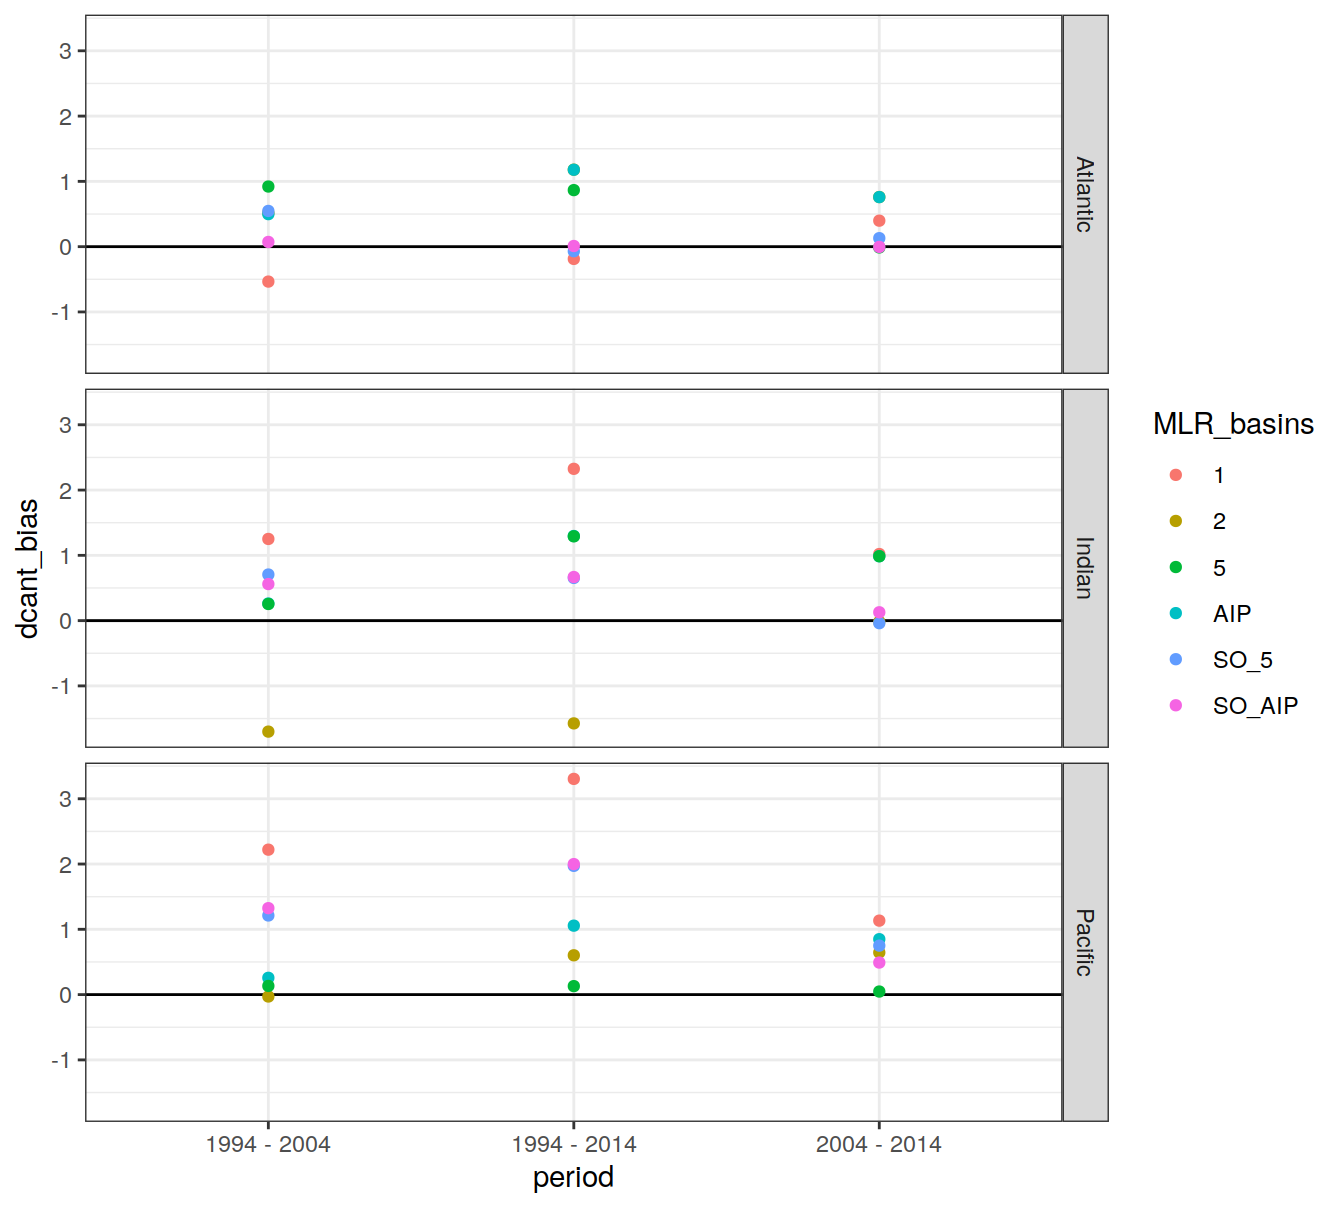 3
2
1
0
-1
Atlantic
3
2
1
0
-1
Indian
3
2
1
0
-1
Pacific
1994 - 2004
1994 - 2014
2004 - 2014
period
dcant_bias
MLR_basins
1
2
5
AIP
SO_5
SO_AIP